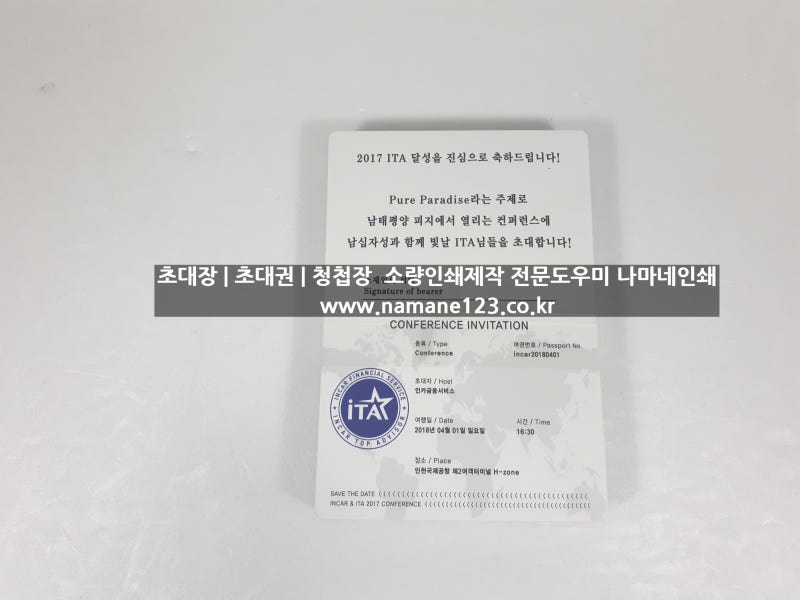 2017 ITA 달성을 진심으로 축하드립니다!
Pure Paradise라는 주제로
남태평양 피지에서 열리는 컨퍼런스에
남십자성과 함께 빛날 ITA님들을 초대합니다!
초대장 | 초대권 | 청첩장 소량인쇄제작 전문도우미 나마네인쇄
Signature of bearer
www.namane123.co.kr
CONFERENCE INVITATION
종류 / Type
여권번호 / Passport No.
Conference
Incar20180401
초대자 / Host
인카금융서비스
INCAR FINANCIAL SERVICE
iTA
INCAR TOP ADVISOR
여행일 / Date
시간 / Time
2018년 04월 01일 일요일
16:30
장소 / Place
인천국제공항 제2여객터미널 H-zone
SAVE THE DATE
INCAR & ITA 2017 CONFERENCE